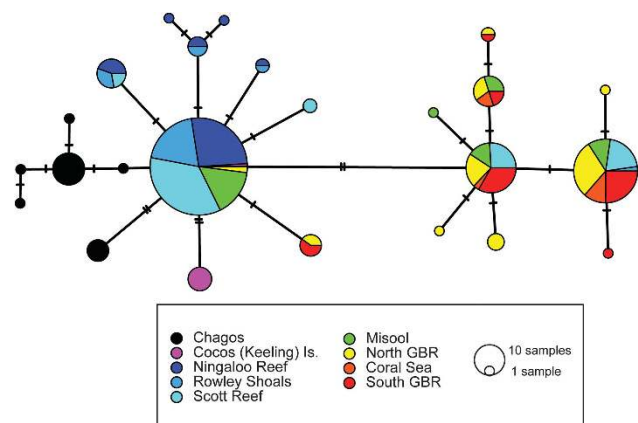 Chagos
Cocos (Keeling) Is.
Ningaloo Reef
Rowley Shoals
Scott Reef
Misool
North GBR
Coral Sea
South GBR
10 samples
1 sample